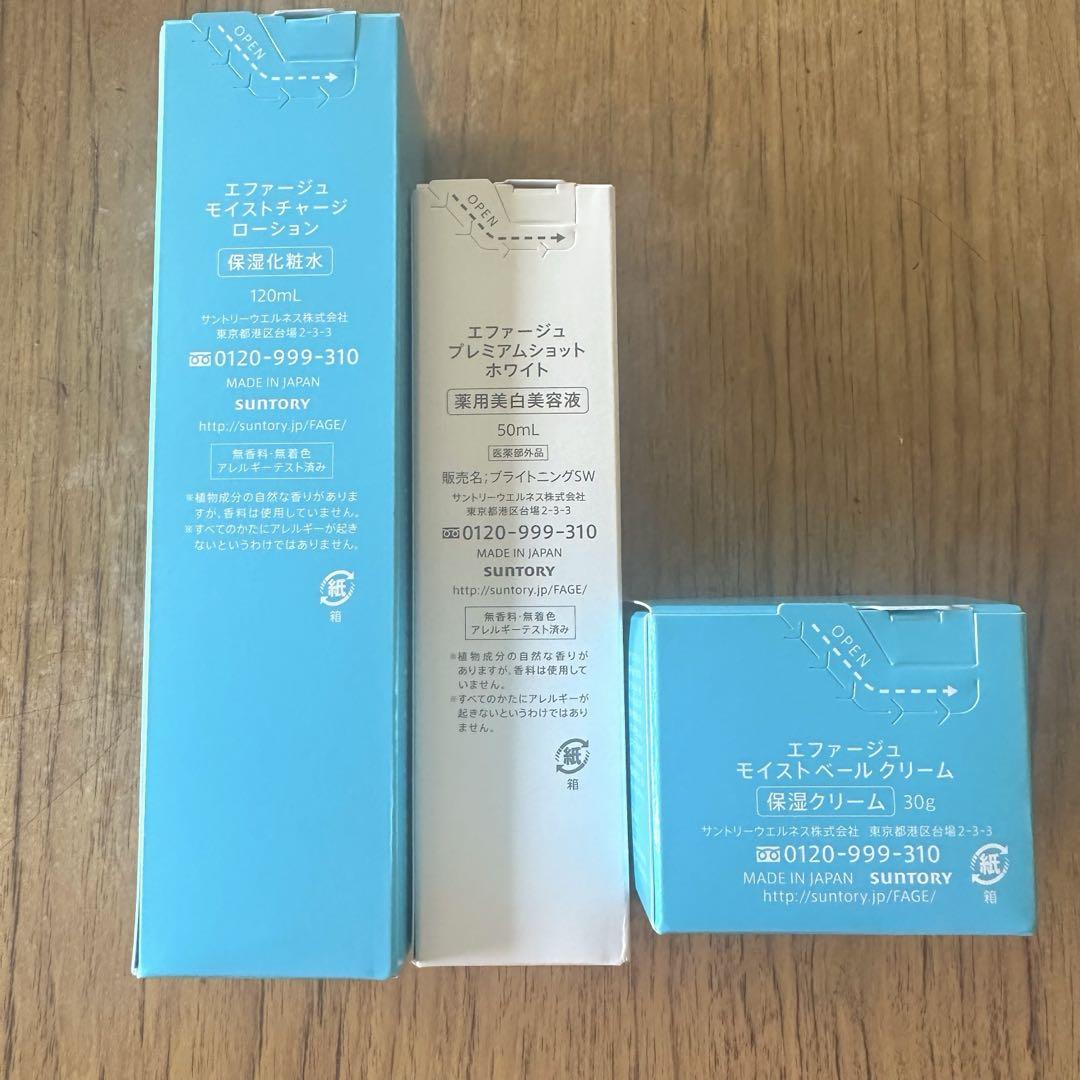 OPEN
エファージュ
モイストチャージ
ローション
保湿化粧水
120mL
サントリーウエルネス株式会社
東京都港区台場2-3-3
0120-999-310
MADE IN JAPAN
SUNTORY
http://suntory.jp/FAGE/
無香料・無着色
アレルギーテスト済み
※植物成分の自然な香りがありま
すが、香料は使用していません。
※すべてのかたにアレルギーが起き
ないというわけではありません。
紙
箱
OPEN
エファージュ
プレミアムショット
ホワイト
薬用美白美容液
50mL
医薬部外品
販売名;ブライトニングSW
サントリーウエルネス株式会社
東京都港区台場2-3-3
0120-999-310
MADE IN JAPAN
SUNTORY
http://suntory.jp/FAGE/
無香料・無着色
アレルギーテスト済み
※植物成分の自然な香りが
ありますが、香料は使用して
いません。
※すべてのかたにアレルギーが
起きないというわけではあり
ません。
紙
箱
OPEN
エファージュ
モイストベール クリーム
保湿クリーム 30g
サントリーウエルネス株式会社 東京都港区台場2-3-3
0120-999-310
MADE IN JAPAN SUNTORY
http://suntory.jp/FAGE/
紙
箱